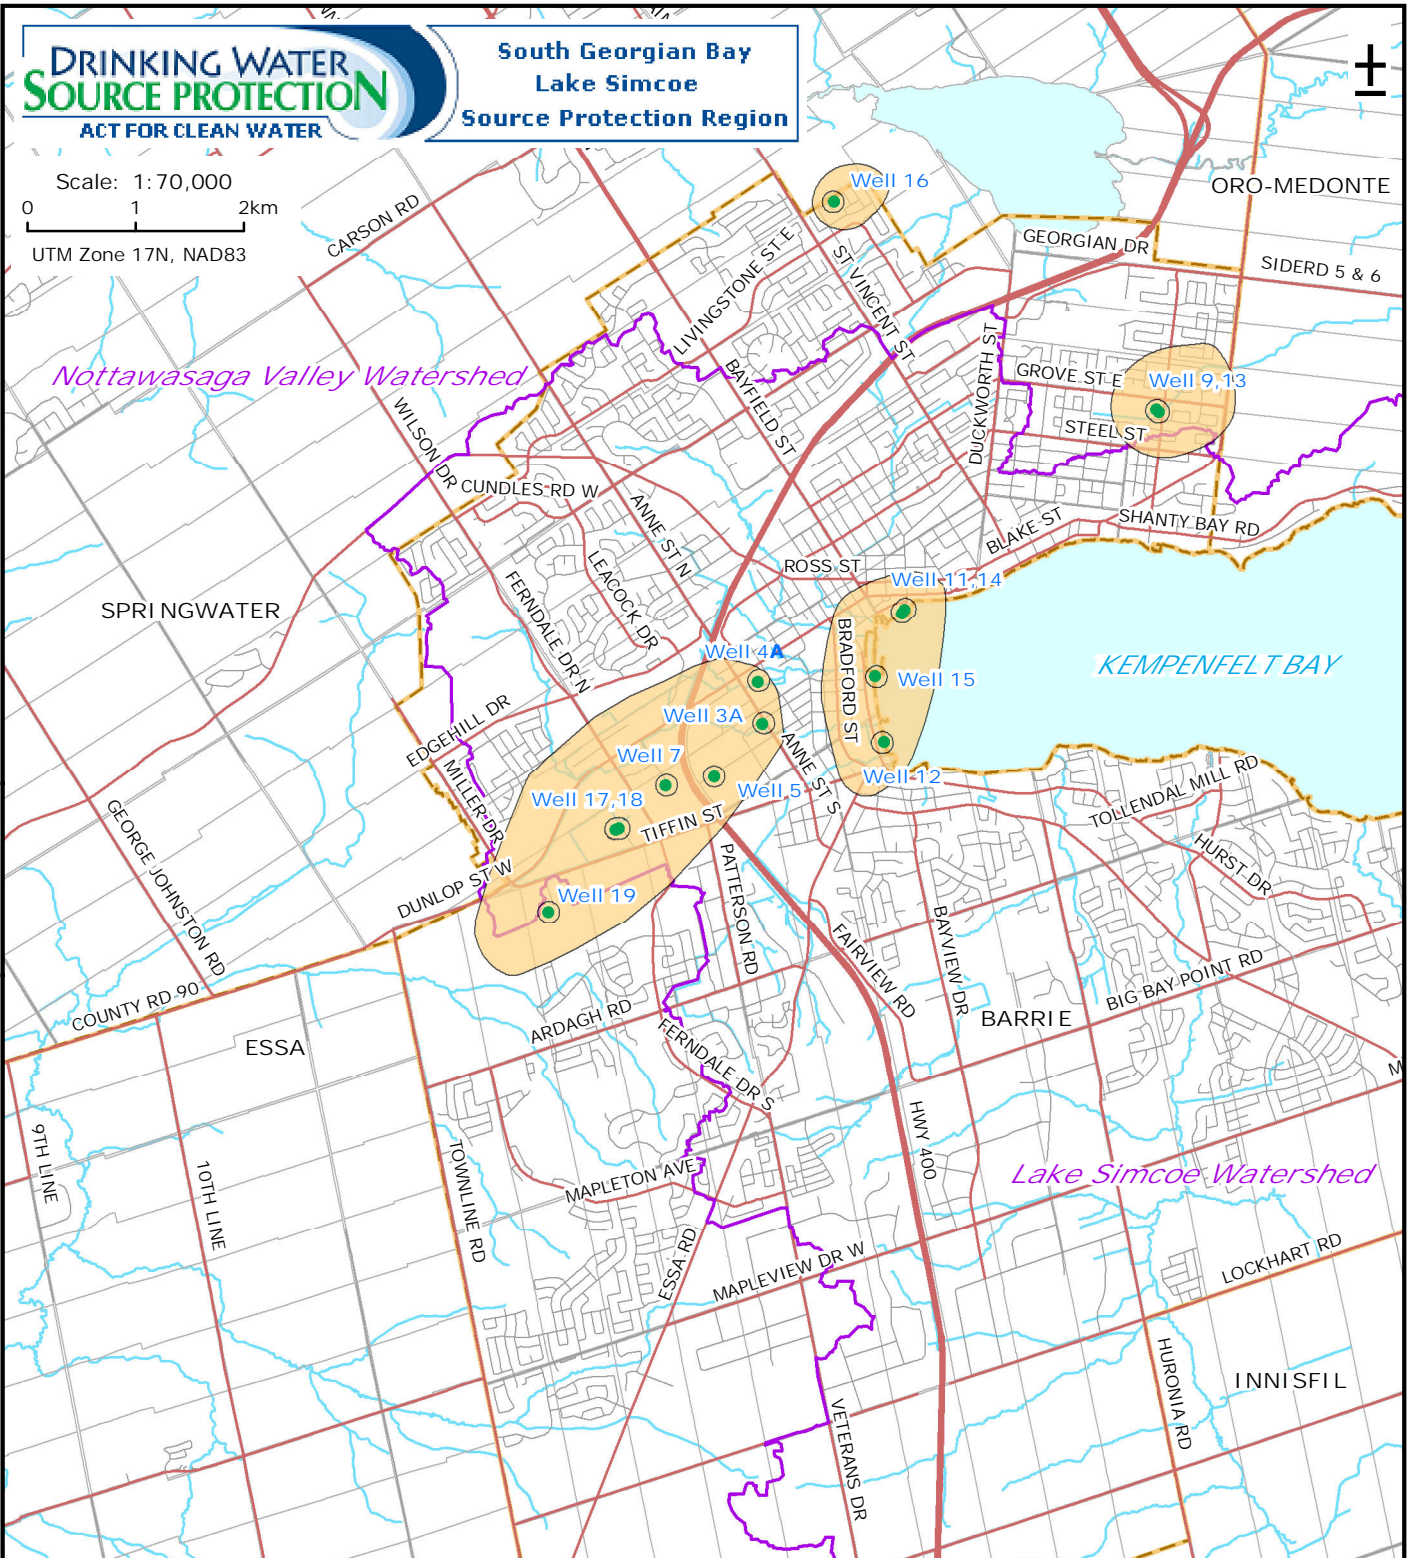 DRINKING WATER
SOURCE PROTECTION
ACT FOR CLEAN WATER
South Georgian Bay
Lake Simcoe
Source Protection Region
±
Scale: 1:70,000
0 1 2km
UTM Zone 17N, NAD83
CARSON RD
Well 16
ORO-MEDONTE
GEORGIAN DR
SIDERD 5 & 6
LIVINGSTONE ST E
ST VINCENT ST
Nottawasaga Valley Watershed
BAYFIELD ST
DUCKWORTH ST
GROVE ST E
Well 9,13
STEEL ST
WILSON DR
CUNDLES RD W
ANNE ST N
SHANTY BAY RD
BLAKE ST
ROSS ST
Well 11,14
LEACOCK DR
FERNDALE DR N
SPRINGWATER
BRADFORD ST
Well 4A
KEMPENFELT BAY
Well 15
Well 3A
EDGEHILL DR
ANNE ST S
Well 7
Well 12
MILLER DR
Well 5
Well 17,18
TIFFIN ST
TOLLENDAL MILL RD
HURST DR
GEORGE JOHNSTON RD
DUNLOP ST W
PATTERSON RD
Well 19
BAYVIEW DR
FAIRVIEW RD
BIG BAY POINT RD
COUNTY RD 90
ARDAGH RD
BARRIE
ESSA
FERNDALE DR S
M
HWY 400
9TH LINE
10TH LINE
TOWNLINE RD
MAPLETON AVE
Lake Simcoe Watershed
ESSA RD
MAPLEVIEW DR W
LOCKHART RD
HURONIA RD
INNISFIL
VETERANS DR